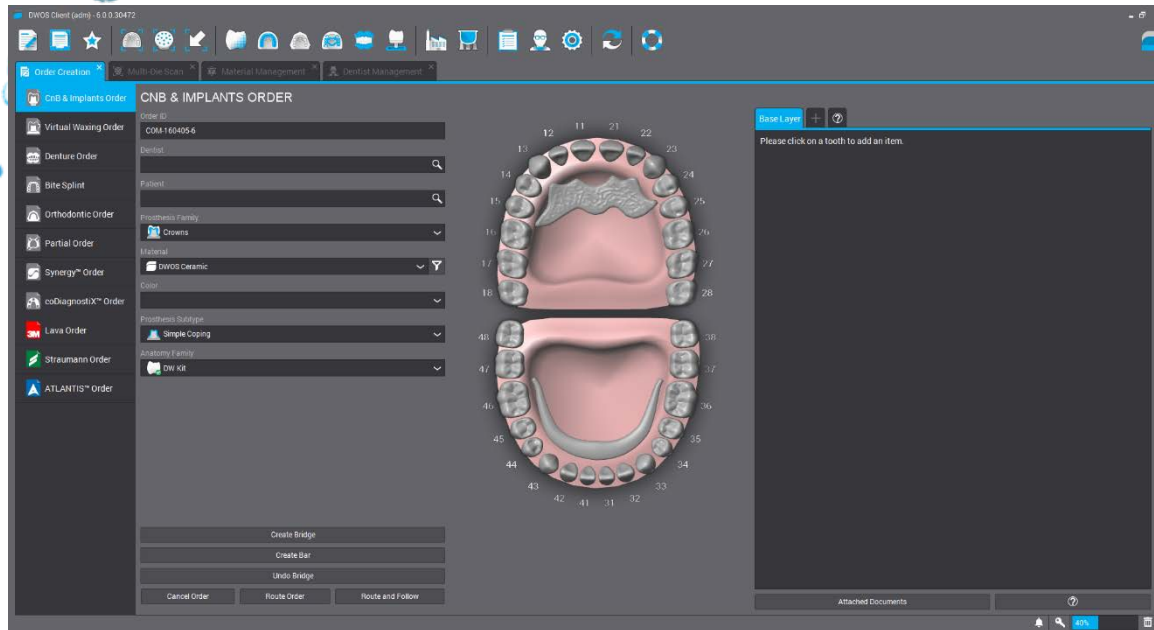 DWOS Client (adm) - 6.0.0.30472
Order Creation
Multi-Die Scan
Material Manegement
Dentist Management
CnB & Implants Order
Virtual Waxing Order
Denture Order
Bite Splint
Orthodontic Order
Partial Order
Synergy™ Order
coDiagnostiX™ Order
3M
Lava Order
Straumann Order
ATLANTIS™ Order
CNB & IMPLANTS ORDER
Order ID
COM-160405-6
Dentist
Patient
Prosthesis Family
Crowns
Material
DWOS Ceramic
Color
Prosthesis Subtype
Simple Coping
Anatomy Family
DW Kit
Create Bridge
Create Bar
Undo Bridge
Cancel Order Route Order Route and Follow
12 11 21 22
13 23
14 24
15 25
16 26
17 27
18 28
48 38
47 37
46 36
45 35
44 34
43 33
42 41 31 32
Base Layer + ?
Please click on a tooth to add an item.
Attached Documents ?
40%